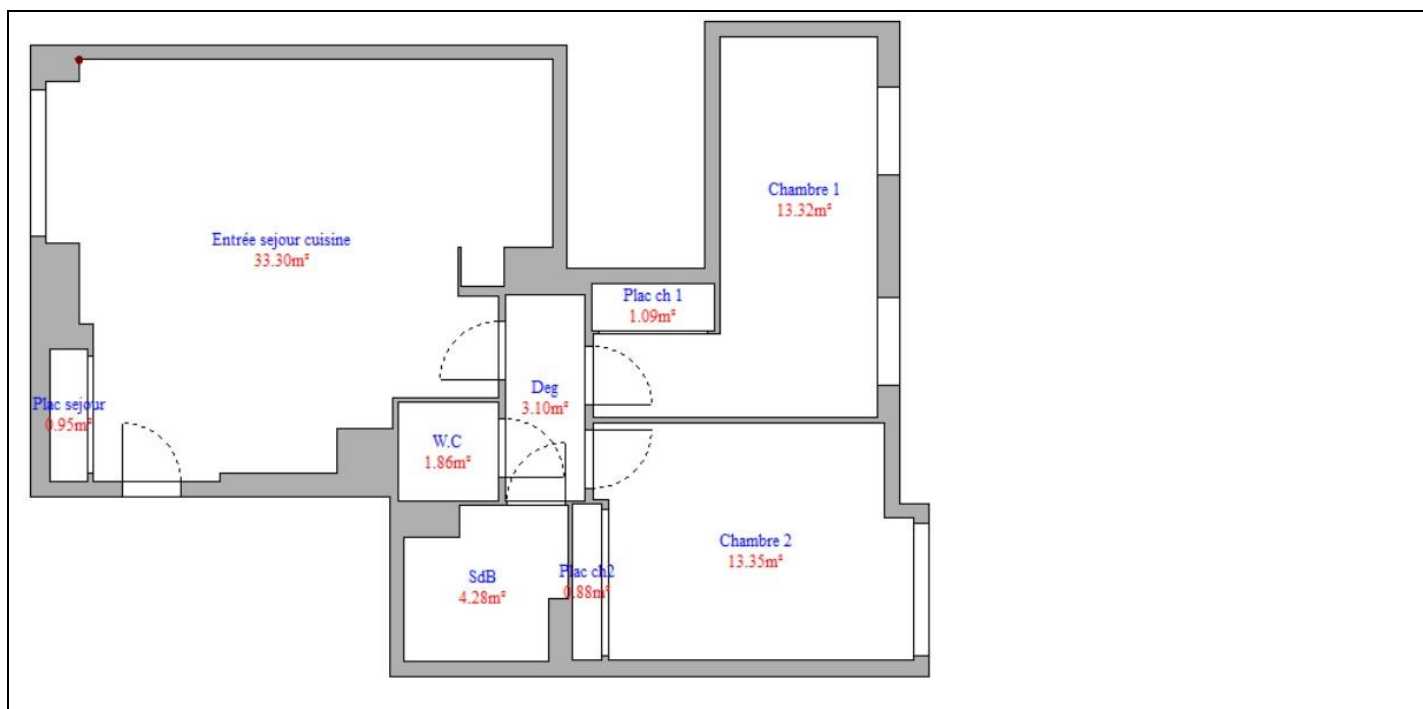 Chambre 1
13.32m²
Entrée sejour cuisine
33.30m²
Plac ch 1
1.09m²
Deg
3.10m²
Plac sejour
0.95m²
W.C
1.86m²
Chambre 2
13.35m²
SdB
4.28m²
Plac ch2
0.88m²